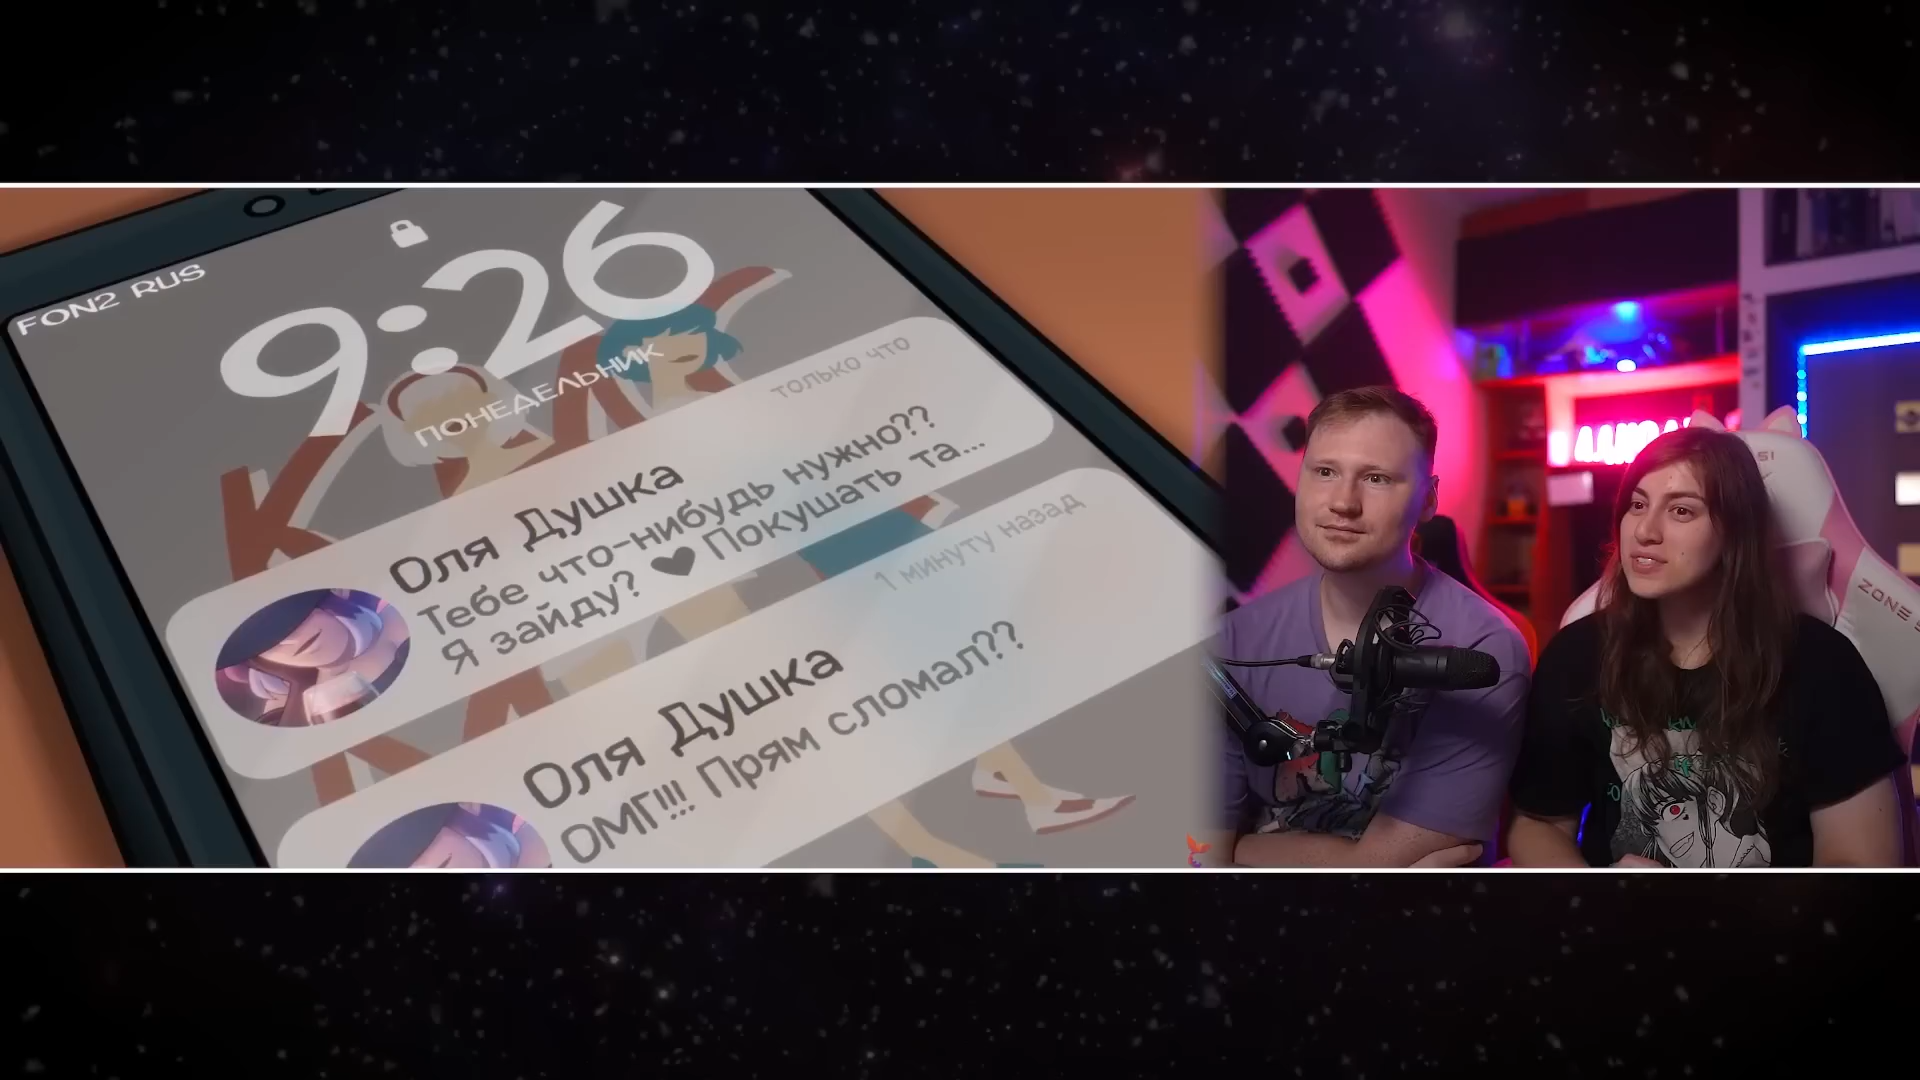 FON2 RUS
9:26
ПОНЕДЕЛЬНИК
только что
Оля Душка
Тебе что-нибудь нужно??
Я зайду? ♥ Покушать та...
1 минуту назад
Оля Душка
ОМГ!!! Прям сломал??
ZONE